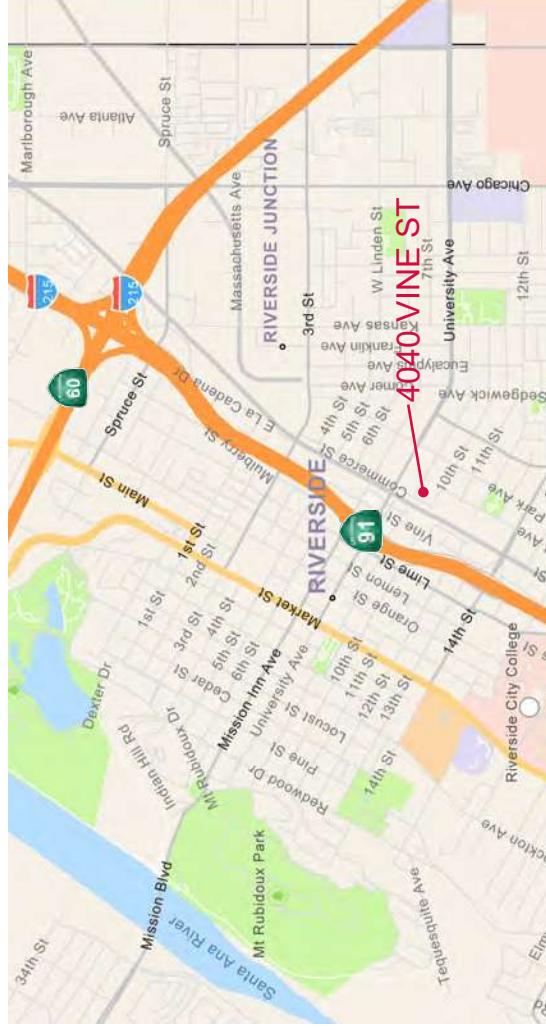 34th St
Santa Ana River
Mission Blvd
Mt Rubidoux Park
Tequesquite Ave
Indian Hill Rd
Mt Rubidoux Dr
Dexter Dr
Redwood Dr
Pine St
Locust St
Cedar St
Mission Inn Ave
University Ave
1st St
2nd St
3rd St
4th St
5th St
6th St
10th St
11th St
12th St
13th St
14th St
14th St
Riverside City College
Main St
1st St
Market St
Orange St
Lemon St
Lime St
Vine St
Commerce St
Mulberry St
E La Cadena Dr
Spruce St
60
215
215
91
RIVERSIDE
4040 VINE ST
4th St
5th St
6th St
10th St
11th St
Park Ave
Ave
Sedgewick Ave
Eucalyptus Ave
Franklin Ave
Kansas Ave
3rd St
RIVERSIDE JUNCTION
Massachusetts Ave
Spruce St
Atlanta Ave
Marlborough Ave
W Linden St
7th St
University Ave
Chicago Ave
12th St